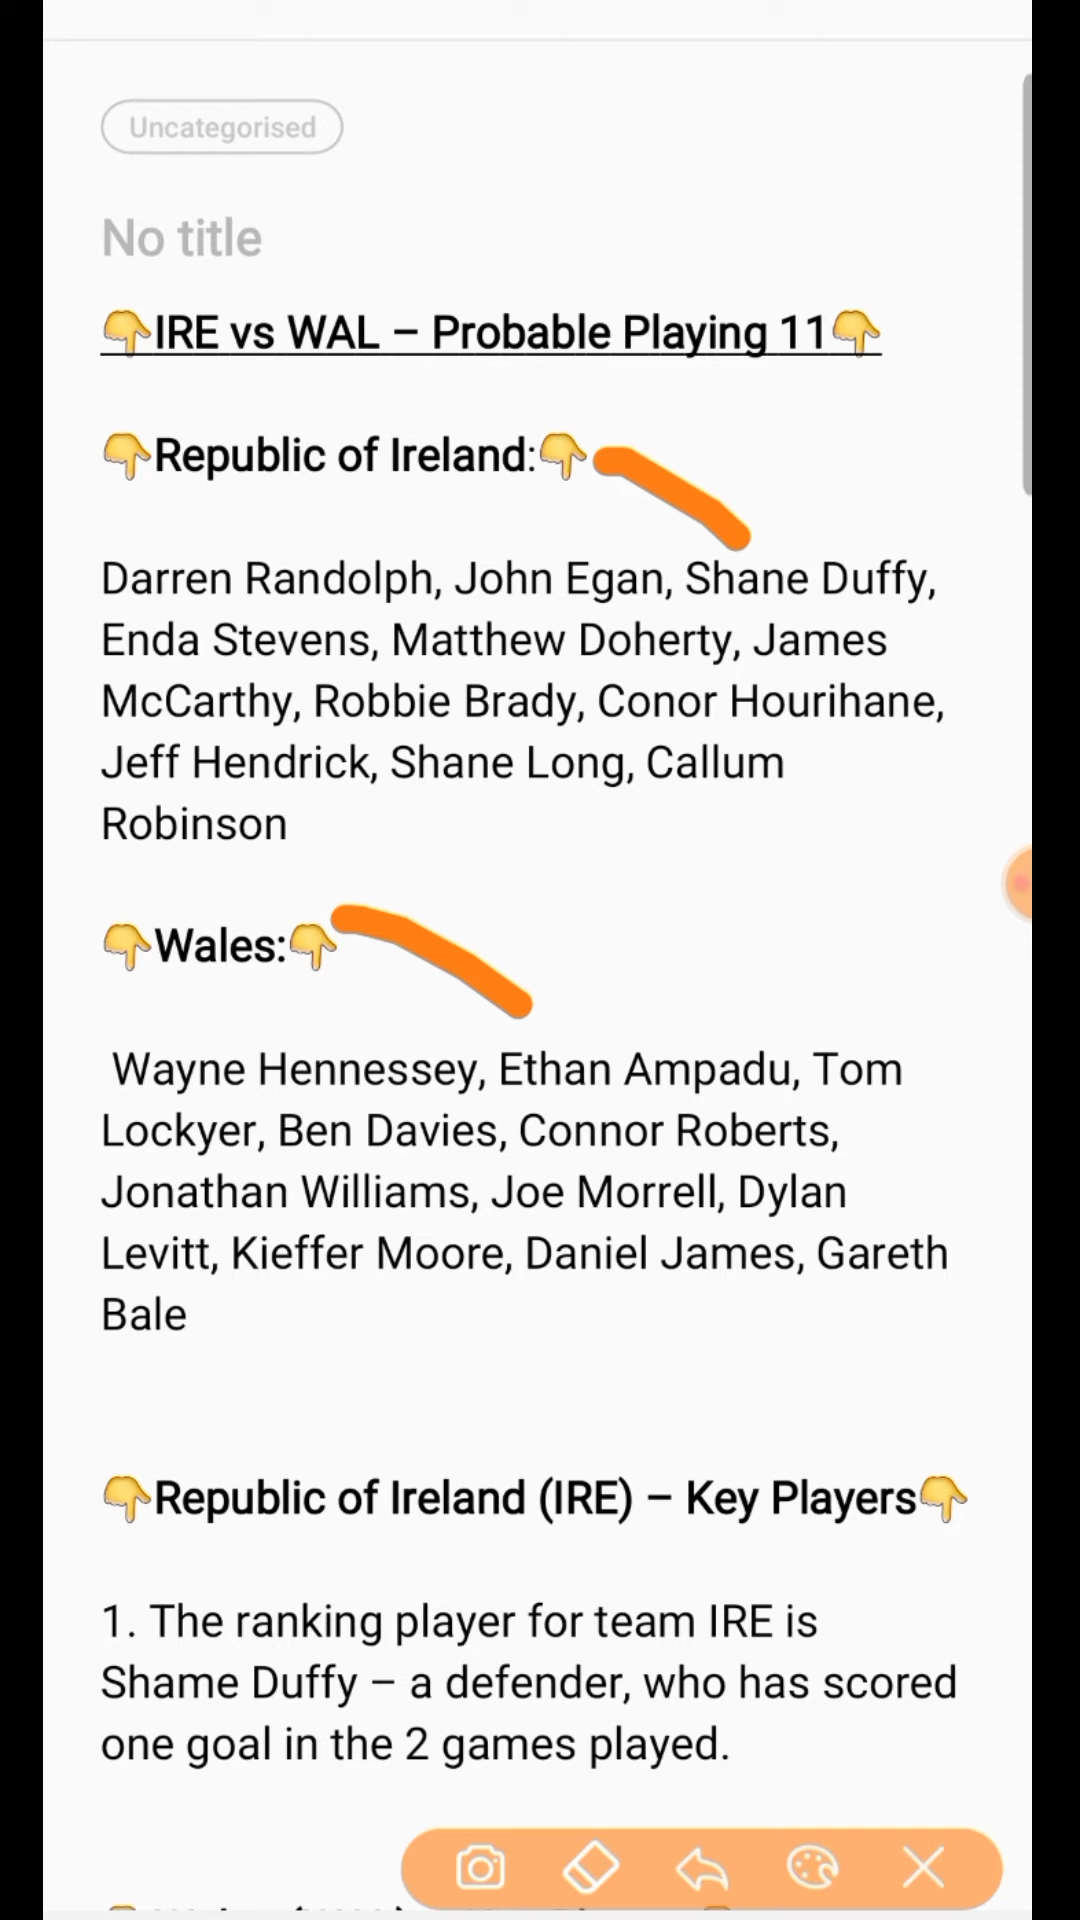 Uncategorised
No title
👇IRE vs WAL – Probable Playing 11👇
👇Republic of Ireland:👇
Darren Randolph, John Egan, Shane Duffy,
Enda Stevens, Matthew Doherty, James
McCarthy, Robbie Brady, Conor Hourihane,
Jeff Hendrick, Shane Long, Callum
Robinson
👇Wales:👇
Wayne Hennessey, Ethan Ampadu, Tom
Lockyer, Ben Davies, Connor Roberts,
Jonathan Williams, Joe Morrell, Dylan
Levitt, Kieffer Moore, Daniel James, Gareth
Bale
👇Republic of Ireland (IRE) – Key Players👇
1. The ranking player for team IRE is
Shame Duffy – a defender, who has scored
one goal in the 2 games played.